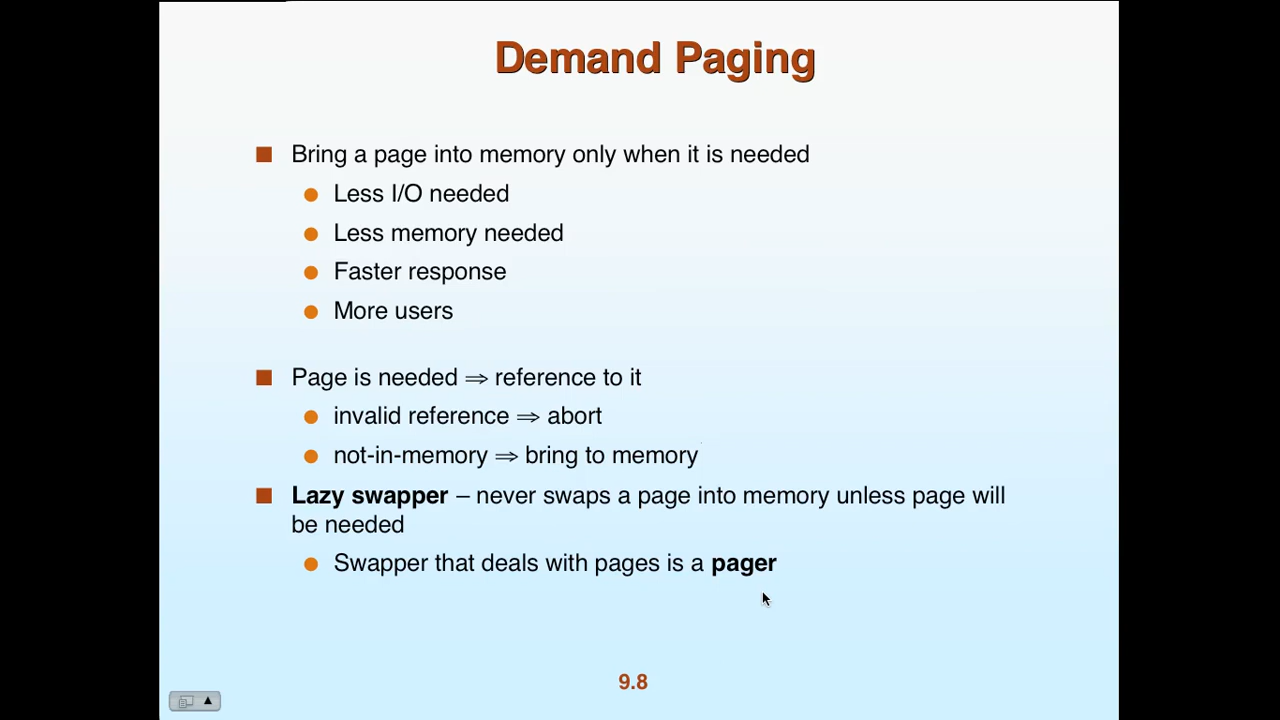 Demand Paging
Bring a page into memory only when it is needed
Less I/O needed
Less memory needed
Faster response
More users
Page is needed ⇒ reference to it
invalid reference ⇒ abort
not-in-memory ⇒ bring to memory
Lazy swapper – never swaps a page into memory unless page will
be needed
Swapper that deals with pages is a pager
9.8